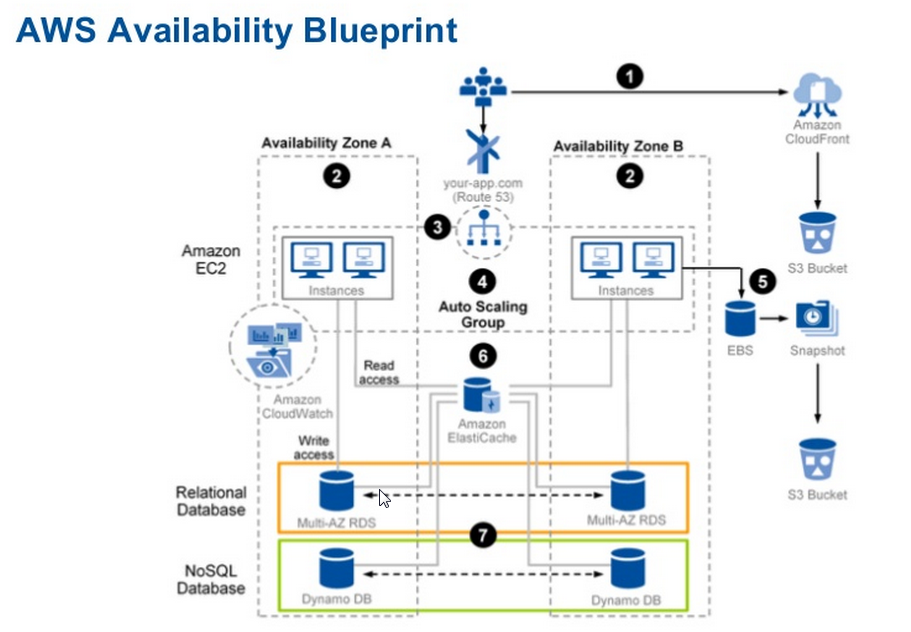 AWS Availability Blueprint
1
Amazon
CloudFront
Availability Zone A
Availability Zone B
2
2
your-app.com
(Route 53)
3
Amazon
EC2
Instances
Instances
S3 Bucket
4
5
Auto Scaling
Group
EBS
Snapshot
6
Read
access
Amazon
CloudWatch
Amazon
ElastiCache
Write
access
Relational
Database
Multi-AZ RDS
Multi-AZ RDS
S3 Bucket
7
NoSQL
Database
Dynamo DB
Dynamo DB